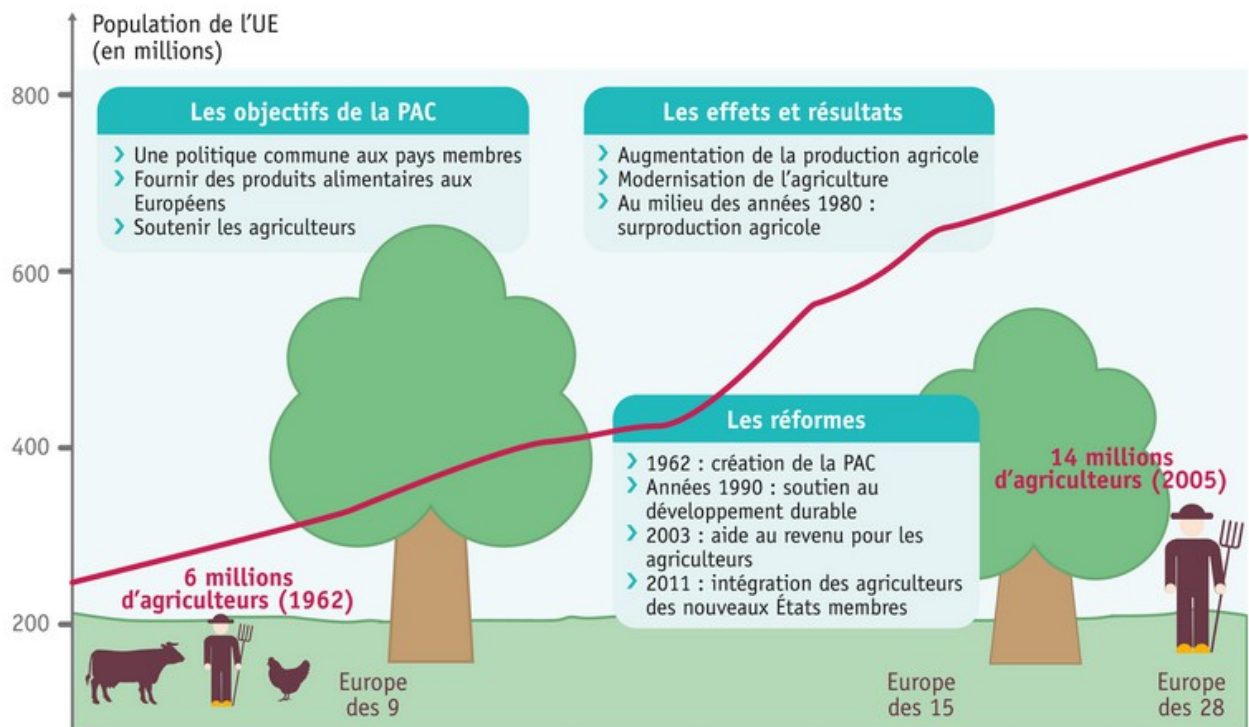 Population de l'UE
(en millions)
800
600
400
200
Les objectifs de la PAC
❯ Une politique commune aux pays membres
❯ Fournir des produits alimentaires aux
Européens
❯ Soutenir les agriculteurs
Les effets et résultats
❯ Augmentation de la production agricole
❯ Modernisation de l'agriculture
❯ Au milieu des années 1980 :
surproduction agricole
Les réformes
❯ 1962 : création de la PAC
❯ Années 1990 : soutien au
développement durable
❯ 2003 : aide au revenu pour les
agriculteurs
❯ 2011 : intégration des agriculteurs
des nouveaux États membres
14 millions
d'agriculteurs (2005)
6 millions
d'agriculteurs (1962)
Europe
des 9
Europe
des 15
Europe
des 28